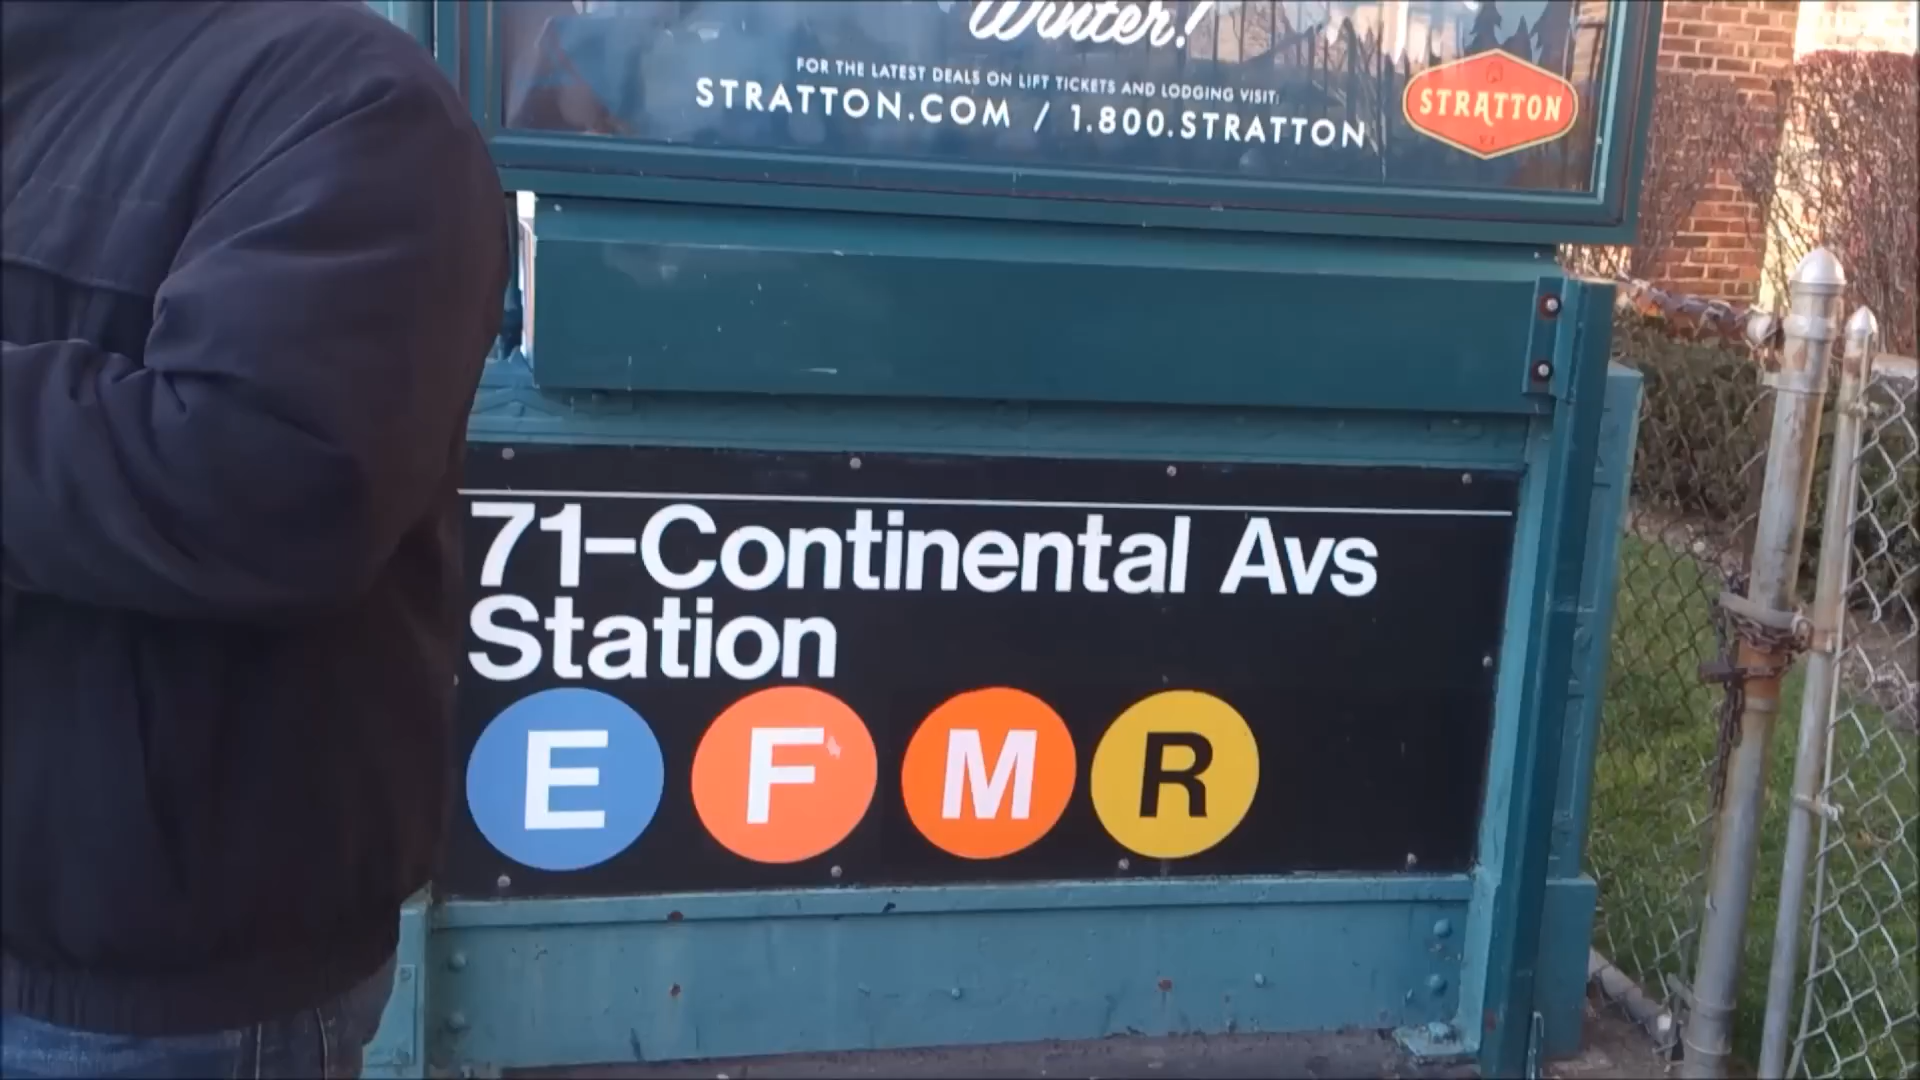 Winter!
FOR THE LATEST DEALS ON LIFT TICKETS AND LODGING VISIT:
STRATTON.COM / 1.800.STRATTON
STRATTON
71-Continental Avs
Station
E F M R